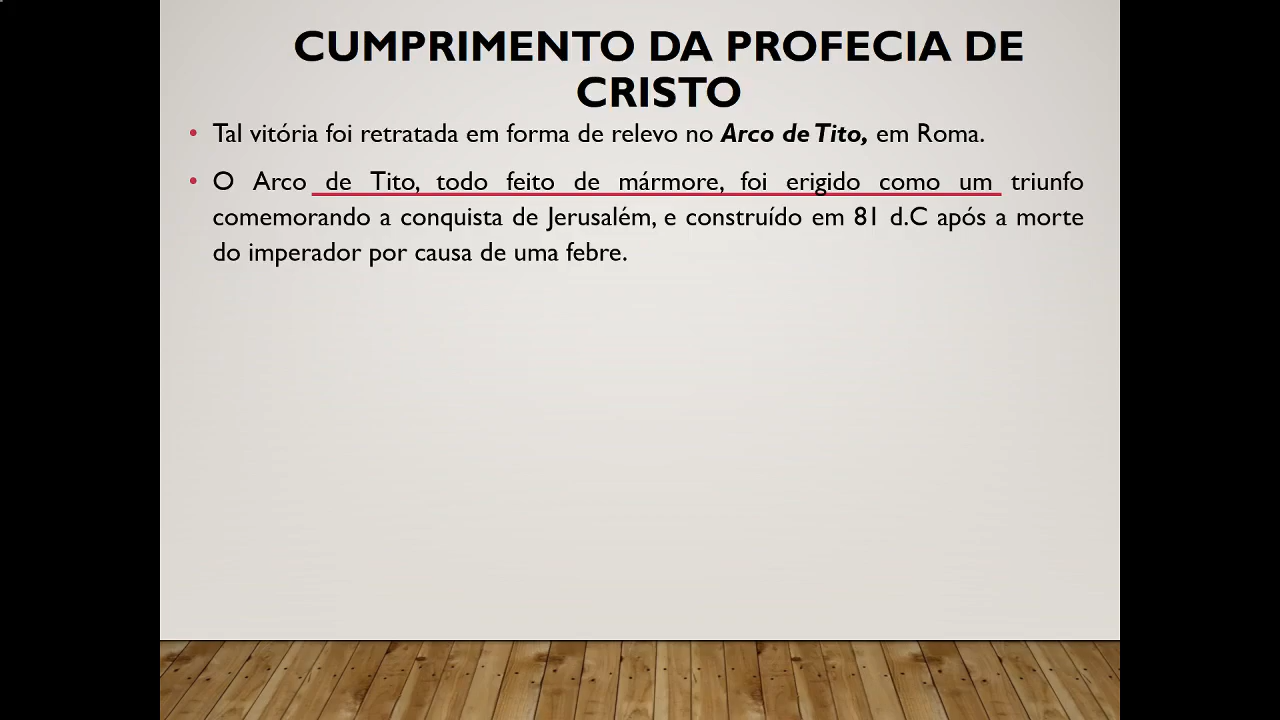 CUMPRIMENTO DA PROFECIA DE
CRISTO
• Tal vitória foi retratada em forma de relevo no Arco de Tito, em Roma.
• O Arco de Tito, todo feito de mármore, foi erigido como um triunfo
comemorando a conquista de Jerusalém, e construído em 81 d.C após a morte
do imperador por causa de uma febre.